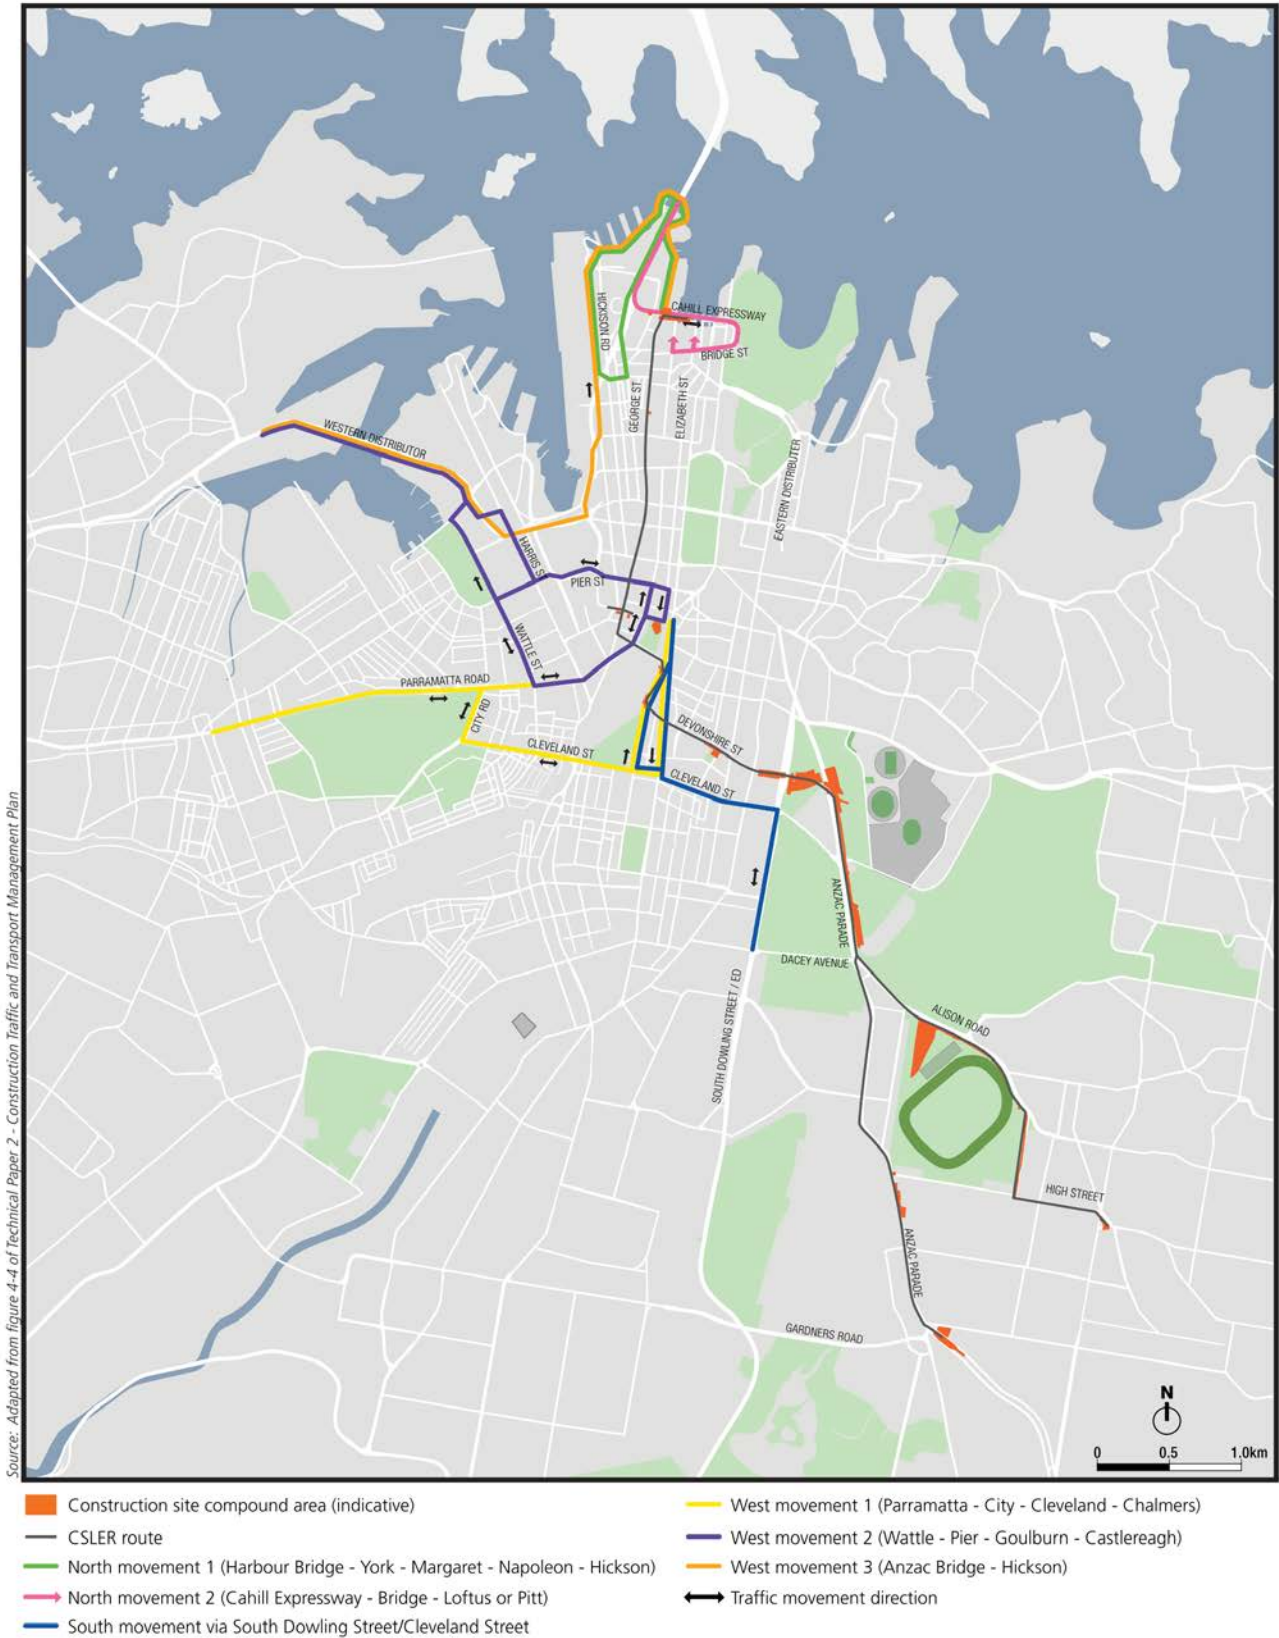 HICKISON RD
CAHILL EXPRESSWAY
BRIDGE ST
GEORGE ST
ELIZABETH ST
WESTERN DISTRIBUTOR
EASTERN DISTRIBUTER
HARRIS ST
PIER ST
WATTLE ST
PARRAMATTA ROAD
CITY RD
DEVONSHIRE ST
CLEVELAND ST
CLEVELAND ST
ANZAC PARADE
DACEY AVENUE
SOUTH DOWLING STREET / ED
ALISON ROAD
HIGH STREET
ANZAC PARADE
GARDNERS ROAD
N
0 0.5 1.0km
Source: Adapted from figure 4-4 of Technical Paper 2 - Construction Traffic and Transport Management Plan
Construction site compound area (indicative)
CSLER route
North movement 1 (Harbour Bridge - York - Margaret - Napoleon - Hickson)
North movement 2 (Cahill Expressway - Bridge - Loftus or Pitt)
South movement via South Dowling Street/Cleveland Street
West movement 1 (Parramatta - City - Cleveland - Chalmers)
West movement 2 (Wattle - Pier - Goulburn - Castlereagh)
West movement 3 (Anzac Bridge - Hickson)
Traffic movement direction